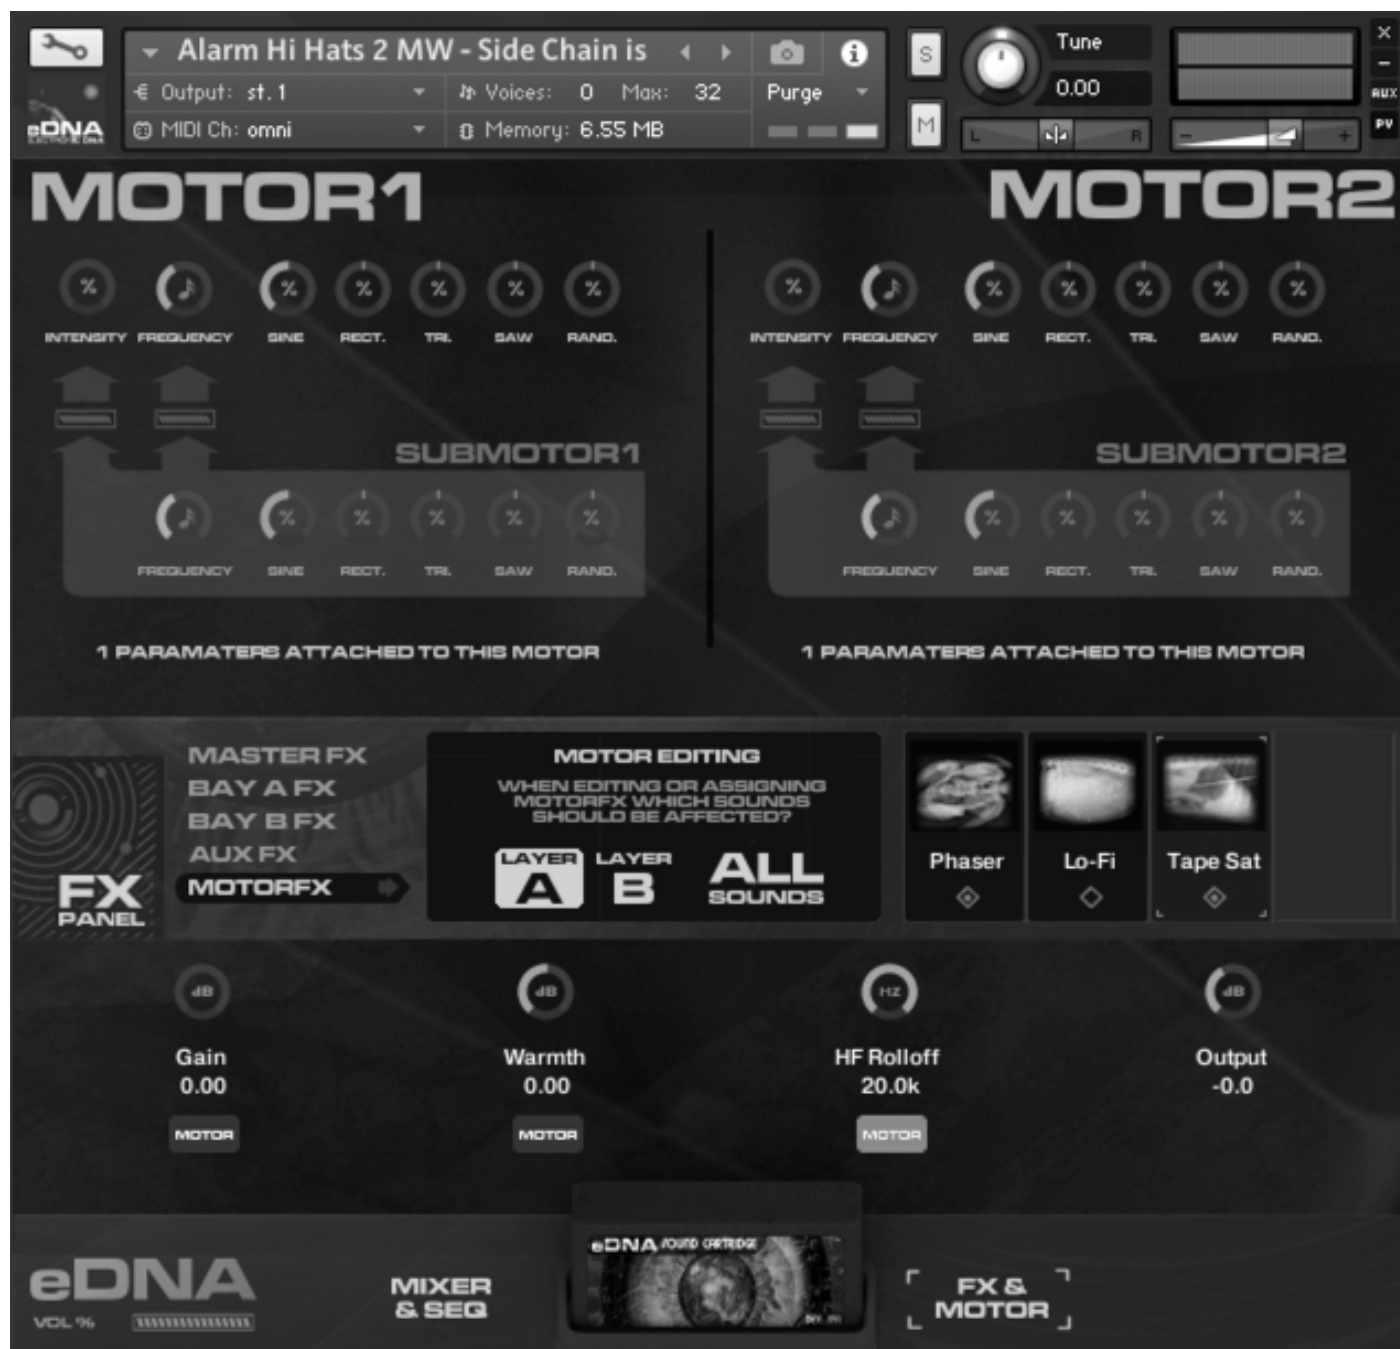 Alarm Hi Hats 2 MW - Side Chain is
Output: st.1
Voices: 0 Max: 32
Purge
MIDI Ch: omni
Memory: 6.55 MB
eDNA
S
M
Tune
0.00
L R
- +
×
-
AUX
PV
MOTOR1
MOTOR2
% % % % % %
INTENSITY FREQUENCY SINE RECT. TRI. SAW RAND.
% % % % % %
INTENSITY FREQUENCY SINE RECT. TRI. SAW RAND.
SUBMOTOR1
% % % % %
FREQUENCY SINE RECT. TRI. SAW RAND.
SUBMOTOR2
% % % % %
FREQUENCY SINE RECT. TRI. SAW RAND.
1 PARAMATERS ATTACHED TO THIS MOTOR
1 PARAMATERS ATTACHED TO THIS MOTOR
FX
PANEL
MASTER FX
BAY A FX
BAY B FX
AUX FX
MOTORFX
MOTOR EDITING
WHEN EDITING OR ASSIGNING
MOTORFX WHICH SOUNDS
SHOULD BE AFFECTED?
LAYER
A
LAYER
B
ALL
SOUNDS
Phaser
Lo-Fi
Tape Sat
dB
Gain
0.00
MOTOR
dB
Warmth
0.00
MOTOR
HZ
HF Rolloff
20.0k
MOTOR
dB
Output
-0.0
eDNA
VOL %
MIXER
& SEQ
eDNA SOUND CARTRIDGE
FX &
MOTOR